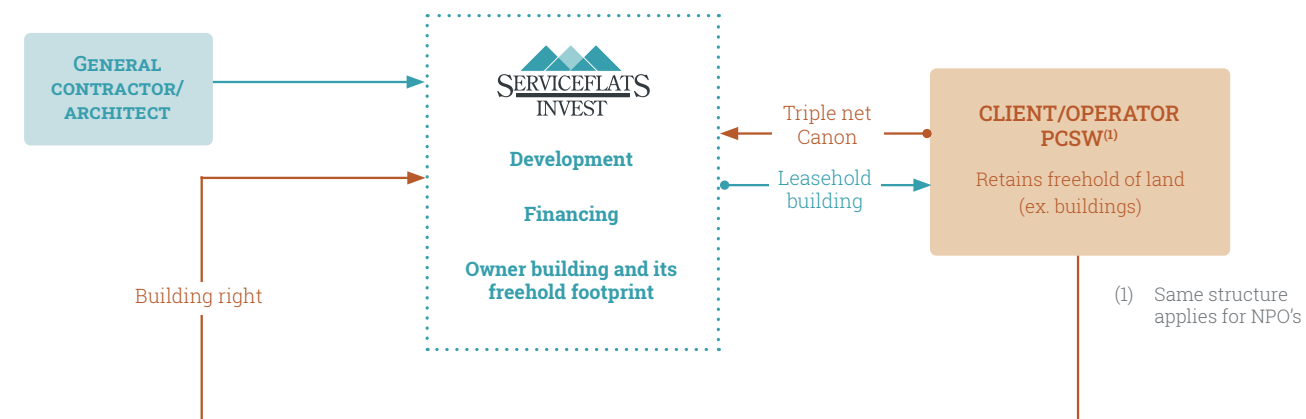 GENERAL
CONTRACTOR/
ARCHITECT
SERVICEFLATS
INVEST
Development
Financing
Owner building and its
freehold footprint
Triple net
Canon
Leasehold
building
CLIENT/OPERATOR
PCSW(1)
Retains freehold of land
(ex. buildings)
Building right
(1) Same structure
applies for NPO's